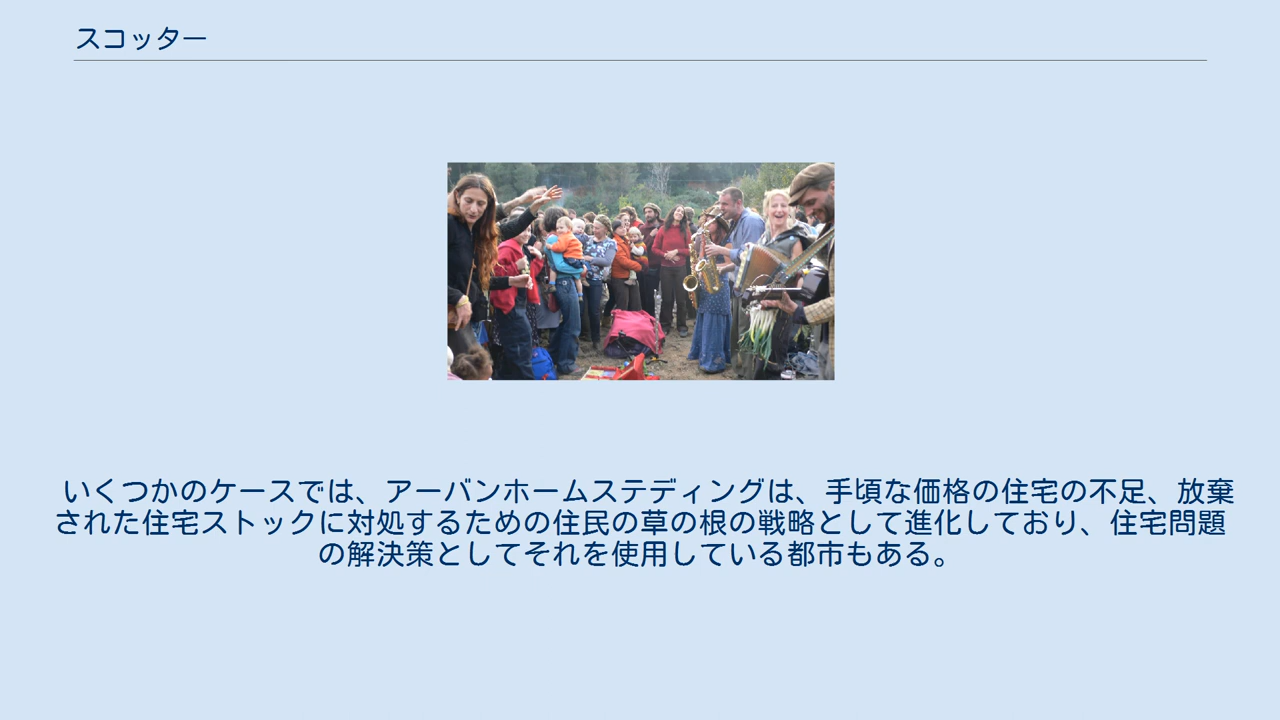 スコッター
いくつかのケースでは、アーバンホームステディングは、手頃な価格の住宅の不足、放棄
された住宅ストックに対処するための住民の草の根の戦略として進化しており、住宅問題
の解決策としてそれを使用している都市もある。